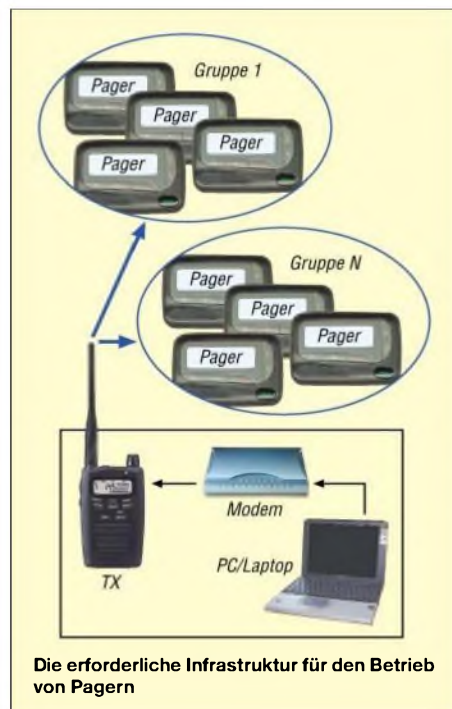 Gruppe 1
Pager
Pager
Pager
Pager
Gruppe N
Pager
Pager
Pager
Pager
Modem
PC/Laptop
TX
Die erforderliche Infrastruktur für den Betrieb
von Pagern